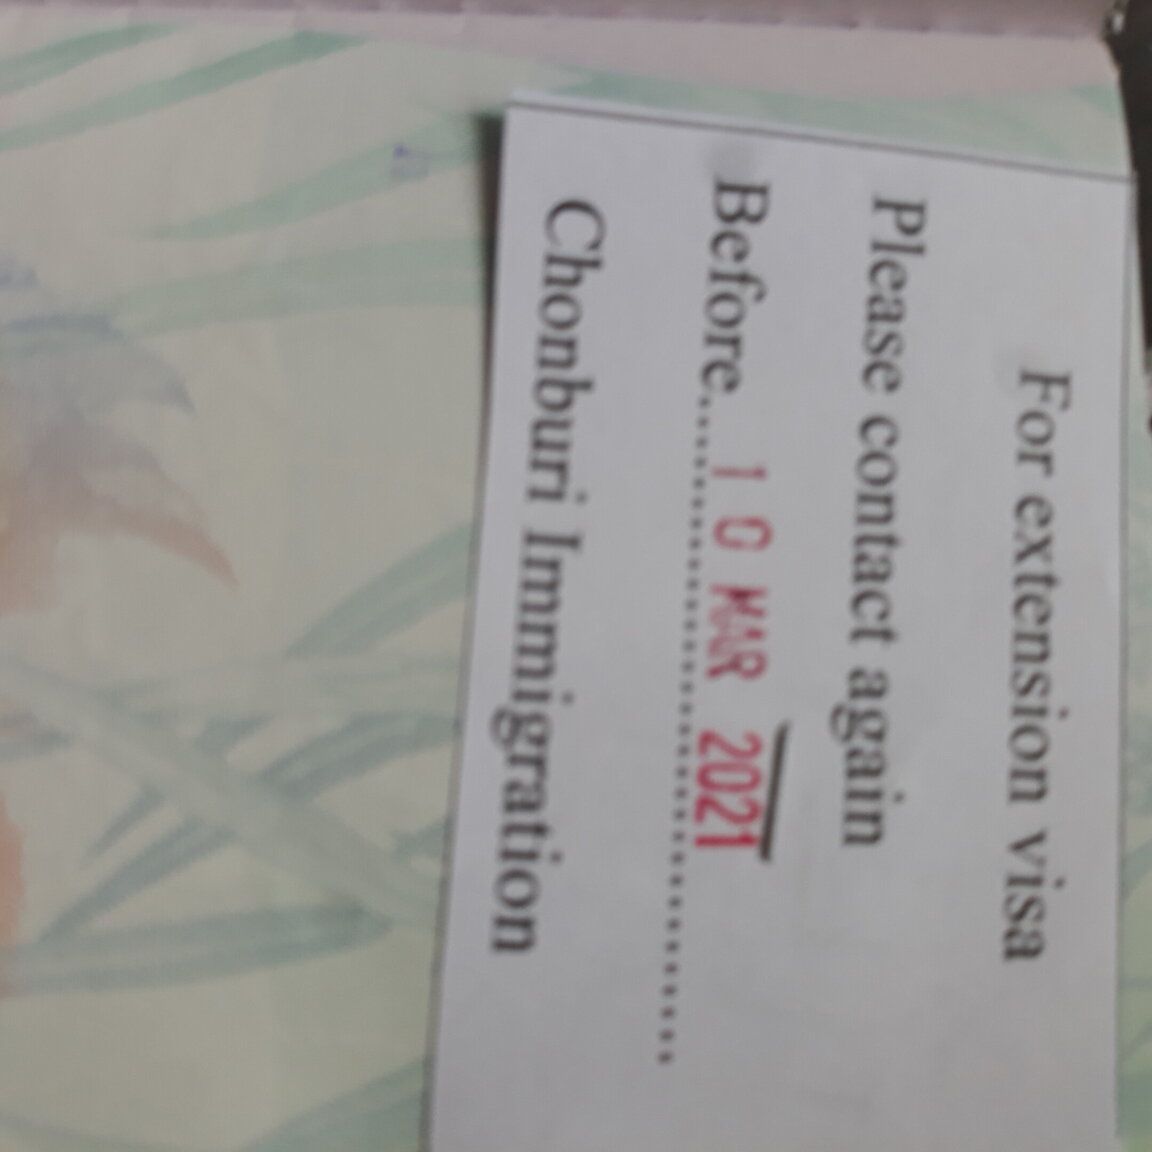 For extension visa
Please contact again
Before.......10 MAR 2021..................
Chonburi Immigration